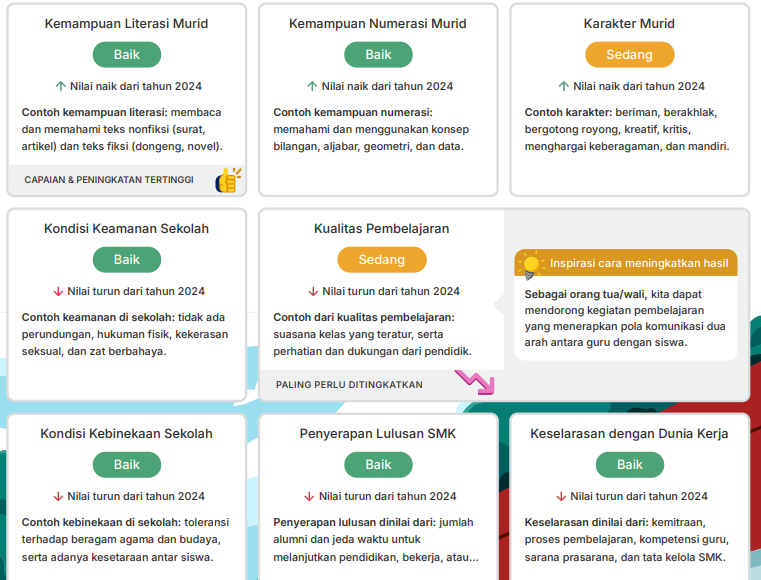 Kemampuan Literasi Murid
Baik
↑ Nilai naik dari tahun 2024
Contoh kemampuan literasi: membaca
dan memahami teks nonfiksi (surat,
artikel) dan teks fiksi (dongeng, novel).
CAPAIAN & PENINGKATAN TERTINGGI
Kemampuan Numerasi Murid
Baik
↑ Nilai naik dari tahun 2024
Contoh kemampuan numerasi:
memahami dan menggunakan konsep
bilangan, aljabar, geometri, dan data.
Karakter Murid
Sedang
↑ Nilai naik dari tahun 2024
Contoh karakter: beriman, berakhlak,
bergotong royong, kreatif, kritis,
menghargai keberagaman, dan mandiri.
Kondisi Keamanan Sekolah
Baik
↓ Nilai turun dari tahun 2024
Contoh keamanan di sekolah: tidak ada
perundungan, hukuman fisik, kekerasan
seksual, dan zat berbahaya.
Kualitas Pembelajaran
Sedang
↓ Nilai turun dari tahun 2024
Contoh dari kualitas pembelajaran:
suasana kelas yang teratur, serta
perhatian dan dukungan dari pendidik.
PALING PERLU DITINGKATKAN
Inspirasi cara meningkatkan hasil
Sebagai orang tua/wali, kita dapat
mendorong kegiatan pembelajaran
yang menerapkan pola komunikasi dua
arah antara guru dengan siswa.
Kondisi Kebinekaan Sekolah
Baik
↓ Nilai turun dari tahun 2024
Contoh kebinekaan di sekolah: toleransi
terhadap beragam agama dan budaya,
serta adanya kesetaraan antar siswa.
Penyerapan Lulusan SMK
Baik
↓ Nilai turun dari tahun 2024
Penyerapan lulusan dinilai dari: jumlah
alumni dan jeda waktu untuk
melanjutkan pendidikan, bekerja, atau...
Keselarasan dengan Dunia Kerja
Baik
↓ Nilai turun dari tahun 2024
Keselarasan dinilai dari: kemitraan,
proses pembelajaran, kompetensi guru,
sarana prasarana, dan tata kelola SMK.